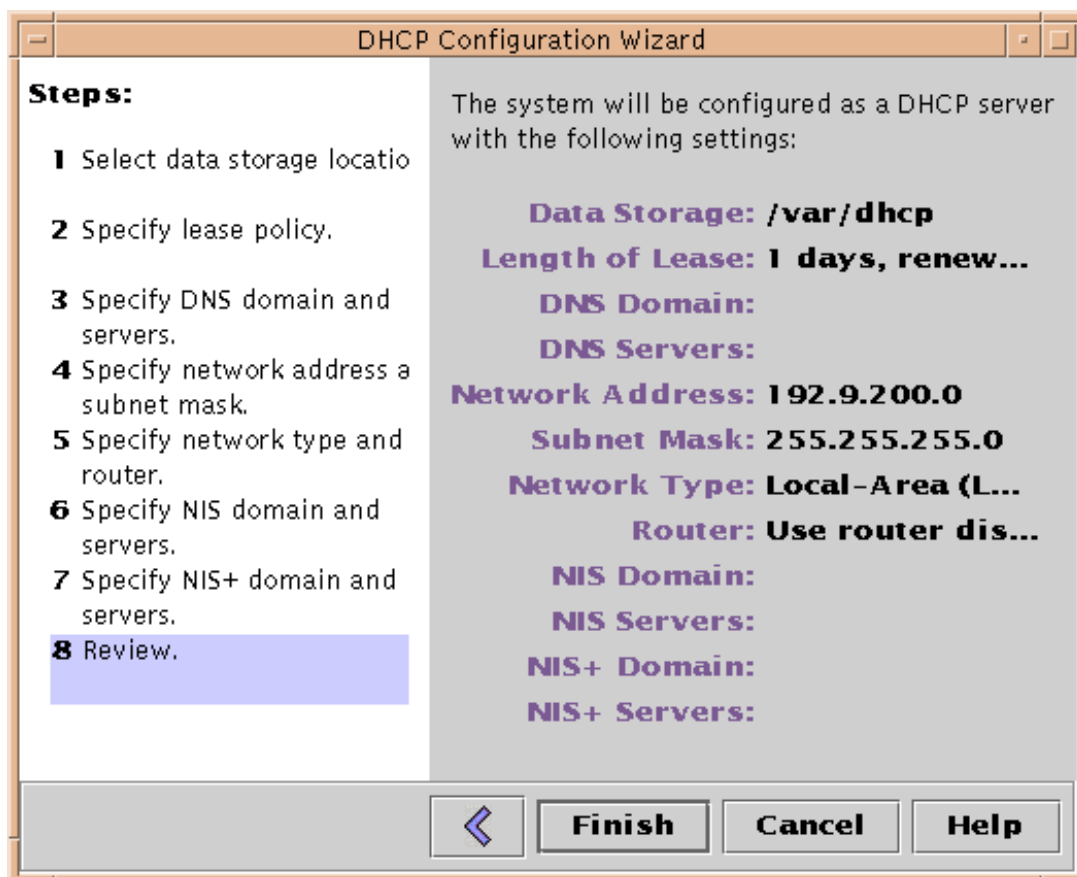 DHCP Configuration Wizard
Steps:
1 Select data storage locatio
2 Specify lease policy.
3 Specify DNS domain and
servers.
4 Specify network address a
subnet mask.
5 Specify network type and
router.
6 Specify NIS domain and
servers.
7 Specify NIS+ domain and
servers.
8 Review.
The system will be configured as a DHCP server
with the following settings:
Data Storage: /var/dhcp
Length of Lease: 1 days, renew...
DNS Domain:
DNS Servers:
Network Address: 192.9.200.0
Subnet Mask: 255.255.255.0
Network Type: Local-Area (L...
Router: Use router dis...
NIS Domain:
NIS Servers:
NIS+ Domain:
NIS+ Servers:
Finish Cancel Help